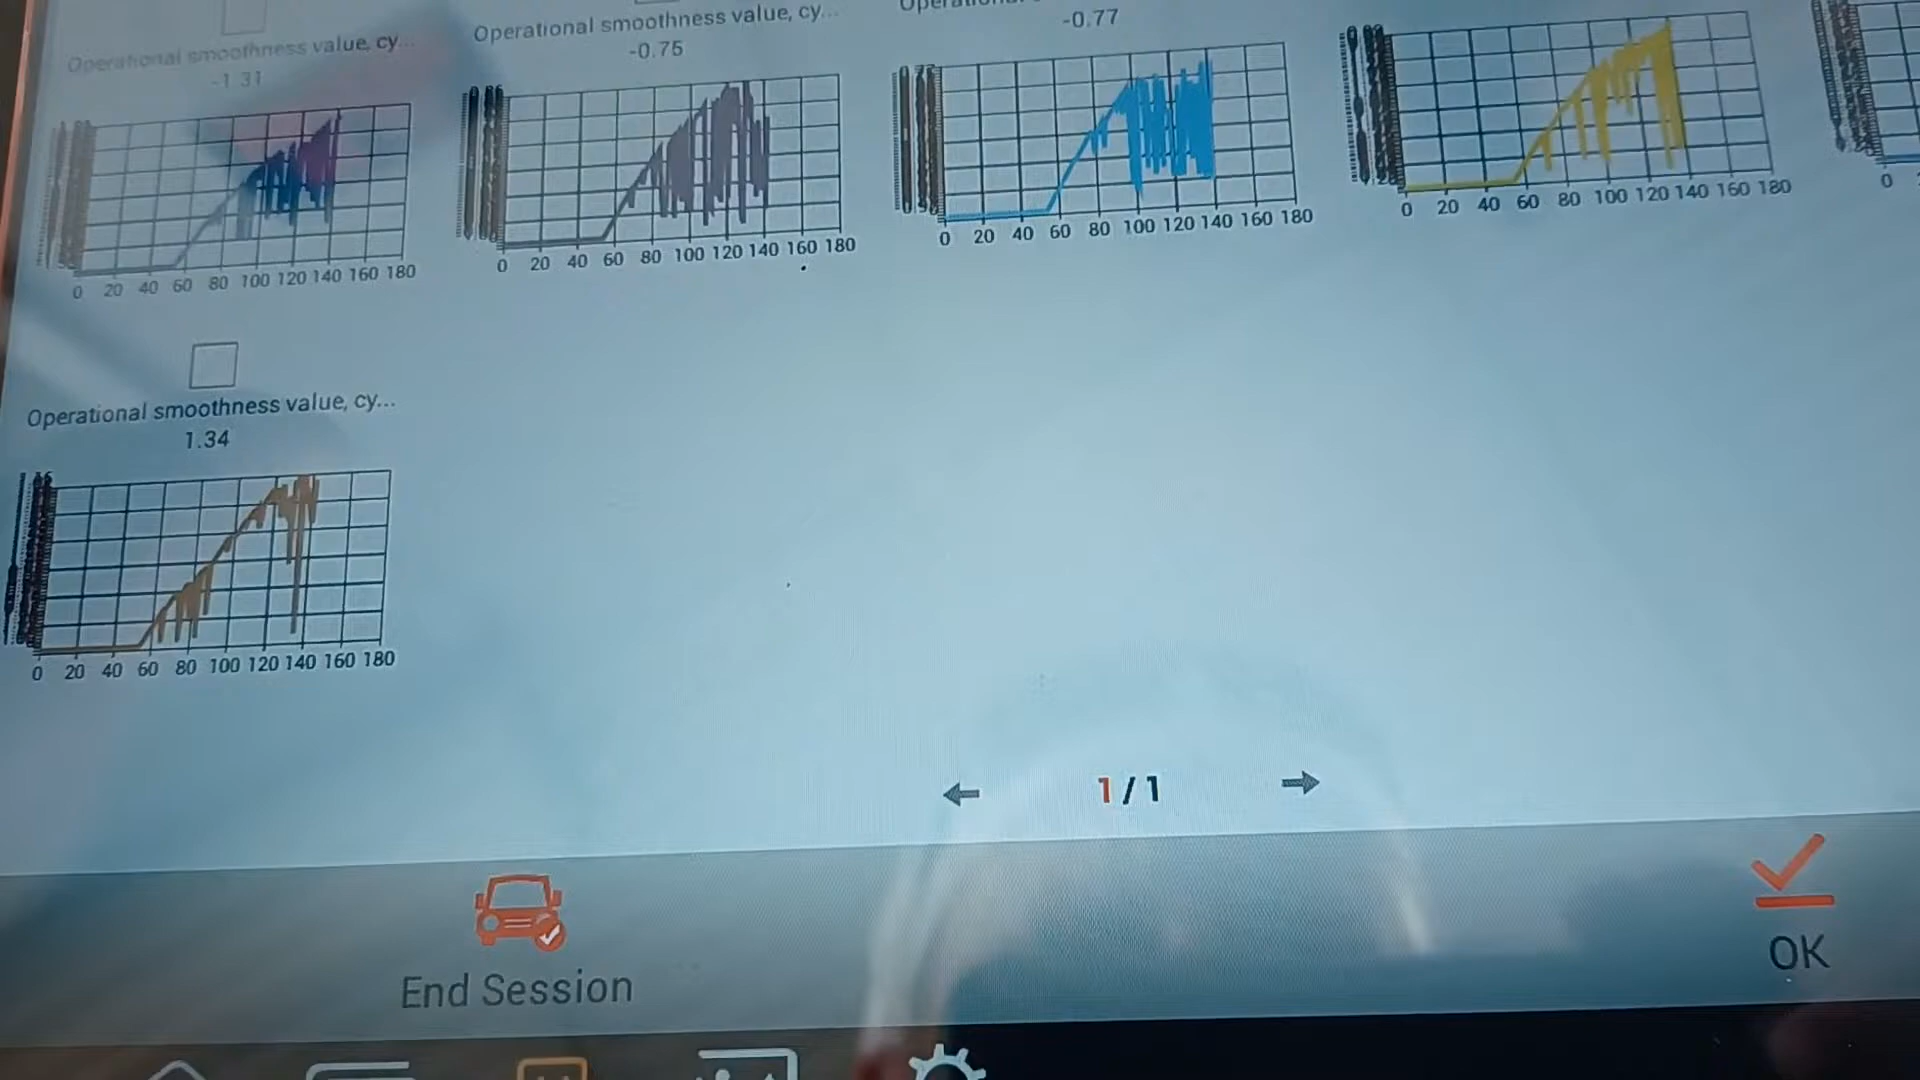 Operational smoothness value, cy...
-1.31
0 20 40 60 80 100 120 140 160 180
Operational smoothness value, cy...
-0.75
0 20 40 60 80 100 120 140 160 180
-0.77
0 20 40 60 80 100 120 140 160 180
0 20 40 60 80 100 120 140 160 180
0
Operational smoothness value, cy...
1.34
0 20 40 60 80 100 120 140 160 180
1 / 1
End Session
OK